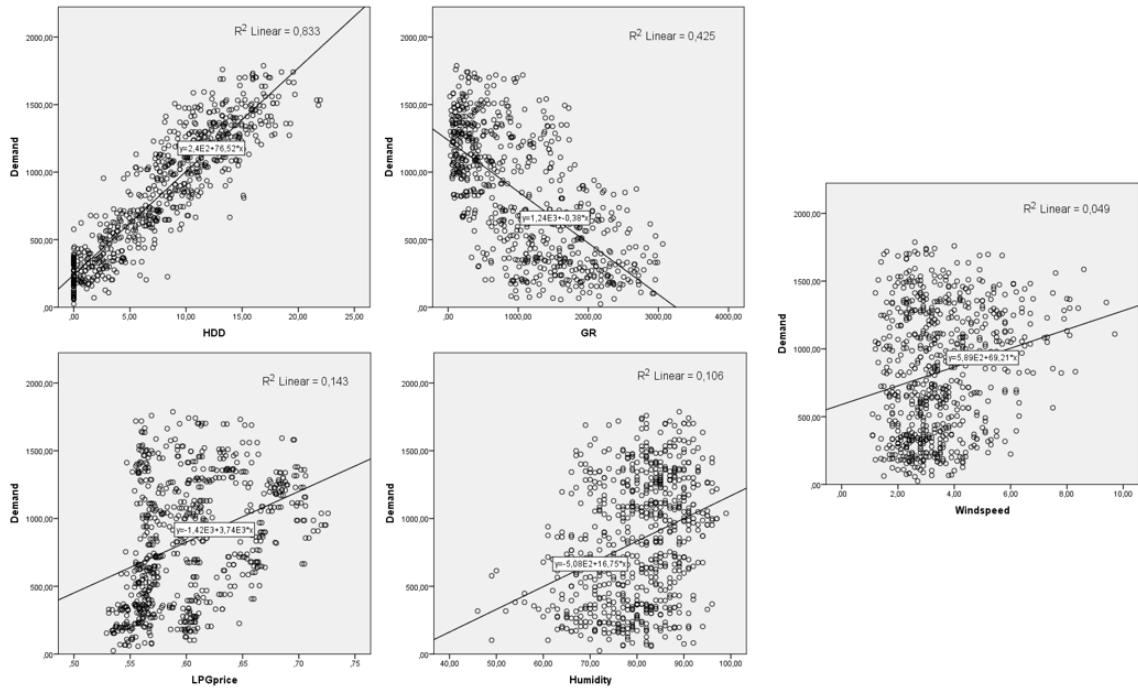 R² Linear = 0,833
2000,00
1500,00
1000,00
500,00
,00
Demand
y=2,4E2+76,52*x
,00 5,00 10,00 15,00 20,00 25,00
HDD
R² Linear = 0,425
2000,00
1500,00
1000,00
500,00
,00
Demand
y=1,24E3+-0,38*x
,00 1000,00 2000,00 3000,00 4000,00
GR
R² Linear = 0,049
2000,00
1500,00
1000,00
500,00
,00
Demand
y=5,89E2+69,21*x
,00 2,00 4,00 6,00 8,00 10,00
Windspeed
R² Linear = 0,143
2000,00
1500,00
1000,00
500,00
,00
Demand
y=-1,42E3+3,74E3*x
,50 ,55 ,60 ,65 ,70 ,75
LPGprice
R² Linear = 0,106
2000,00
1500,00
1000,00
500,00
,00
Demand
y=-5,08E2+16,75*x
40,00 50,00 60,00 70,00 80,00 90,00 100,00
Humidity